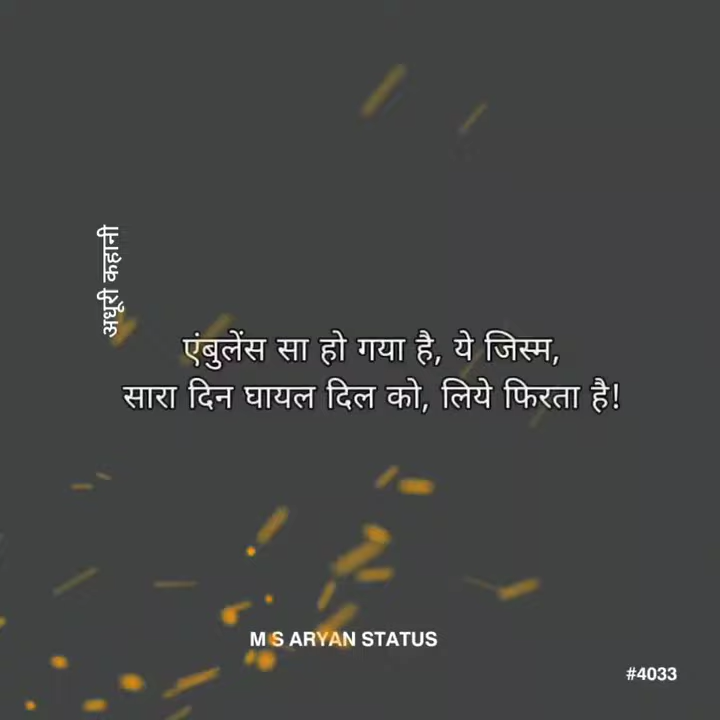 अधूरी कहानी
एंबुलेंस सा हो गया है, ये जिस्म,
सारा दिन घायल दिल को, लिये फिरता है!
M S ARYAN STATUS
#4033